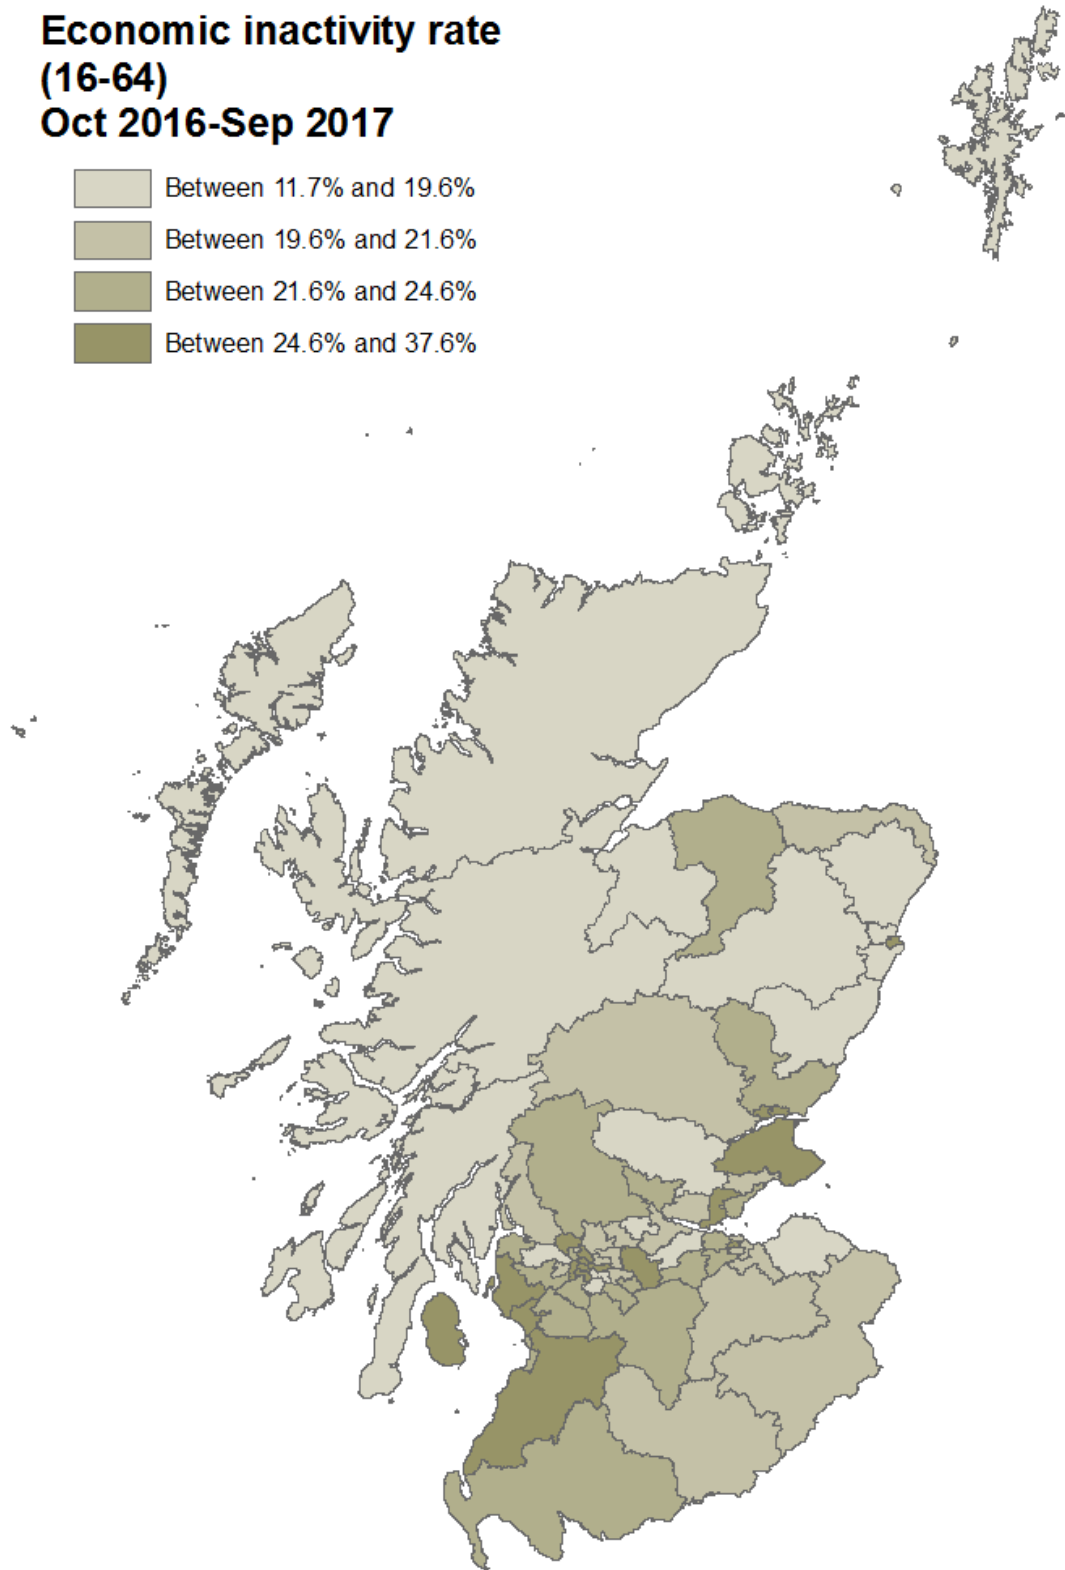 Economic inactivity rate
(16-64)
Oct 2016-Sep 2017
Between 11.7% and 19.6%
Between 19.6% and 21.6%
Between 21.6% and 24.6%
Between 24.6% and 37.6%